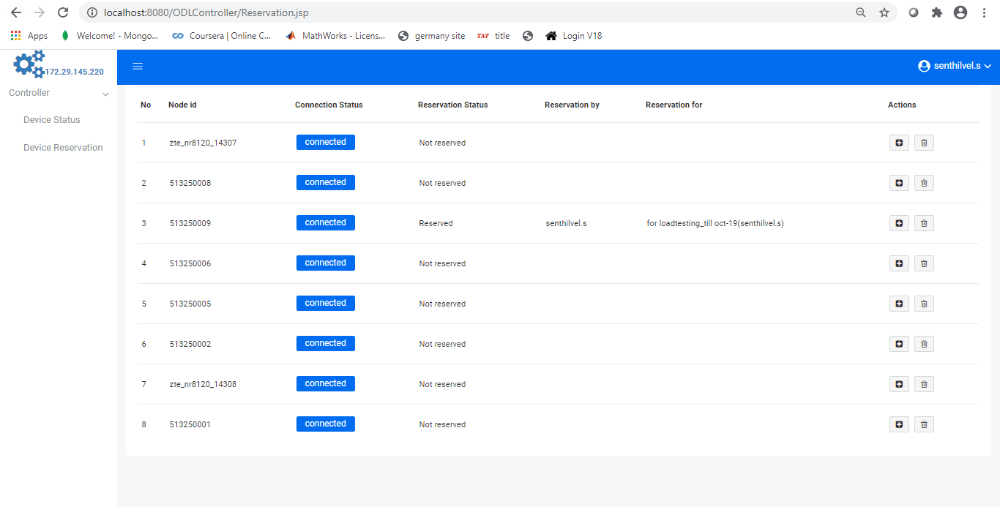 localhost:8080/ODLController/Reservation.jsp
Apps Welcome! - Mongo... Coursera | Online C... MathWorks - Licens... germany site TAT title Login V18
172.29.145.220
senthilvel.s
Controller
Device Status
Device Reservation
No Node id Connection Status Reservation Status Reservation by Reservation for Actions
1 zte_nr8120_14307 connected Not reserved
2 513250008 connected Not reserved
3 513250009 connected Reserved senthilvel.s for loadtesting_till oct-19(senthilvel.s)
4 513250006 connected Not reserved
5 513250005 connected Not reserved
6 513250002 connected Not reserved
7 zte_nr8120_14308 connected Not reserved
8 513250001 connected Not reserved